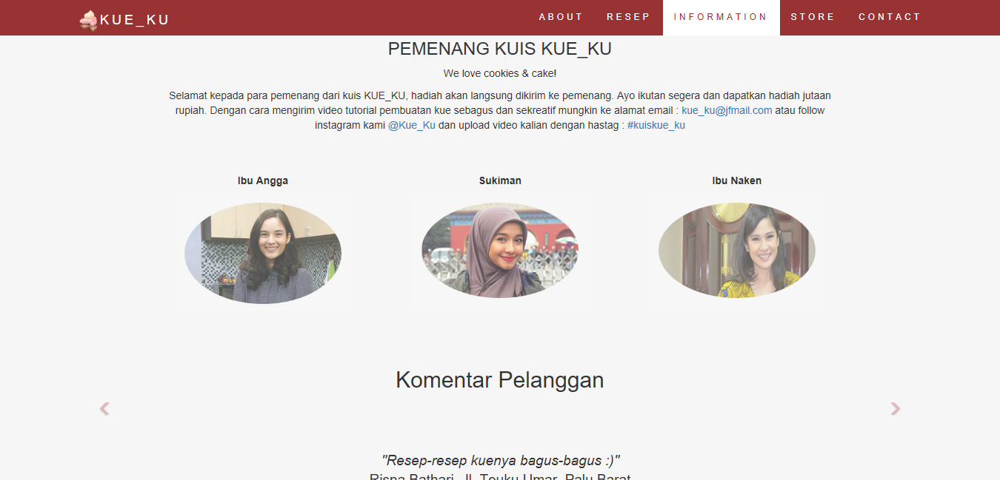 KUE_KU
ABOUT RESEP INFORMATION STORE CONTACT
PEMENANG KUIS KUE_KU
We love cookies & cake!
Selamat kepada para pemenang dari kuis KUE_KU, hadiah akan langsung dikirim ke pemenang. Ayo ikutan segera dan dapatkan hadiah jutaan
rupiah. Dengan cara mengirim video tutorial pembuatan kue sebagus dan sekreatif mungkin ke alamat email : kue_ku@jfmail.com atau follow
instagram kami @Kue_Ku dan upload video kalian dengan hastag : #kuiskue_ku
Ibu Angga Sukiman Ibu Naken
Komentar Pelanggan
"Resep-resep kuenya bagus-bagus :)"
Risna Bathari, Jl. Teuku Umar, Palu Barat